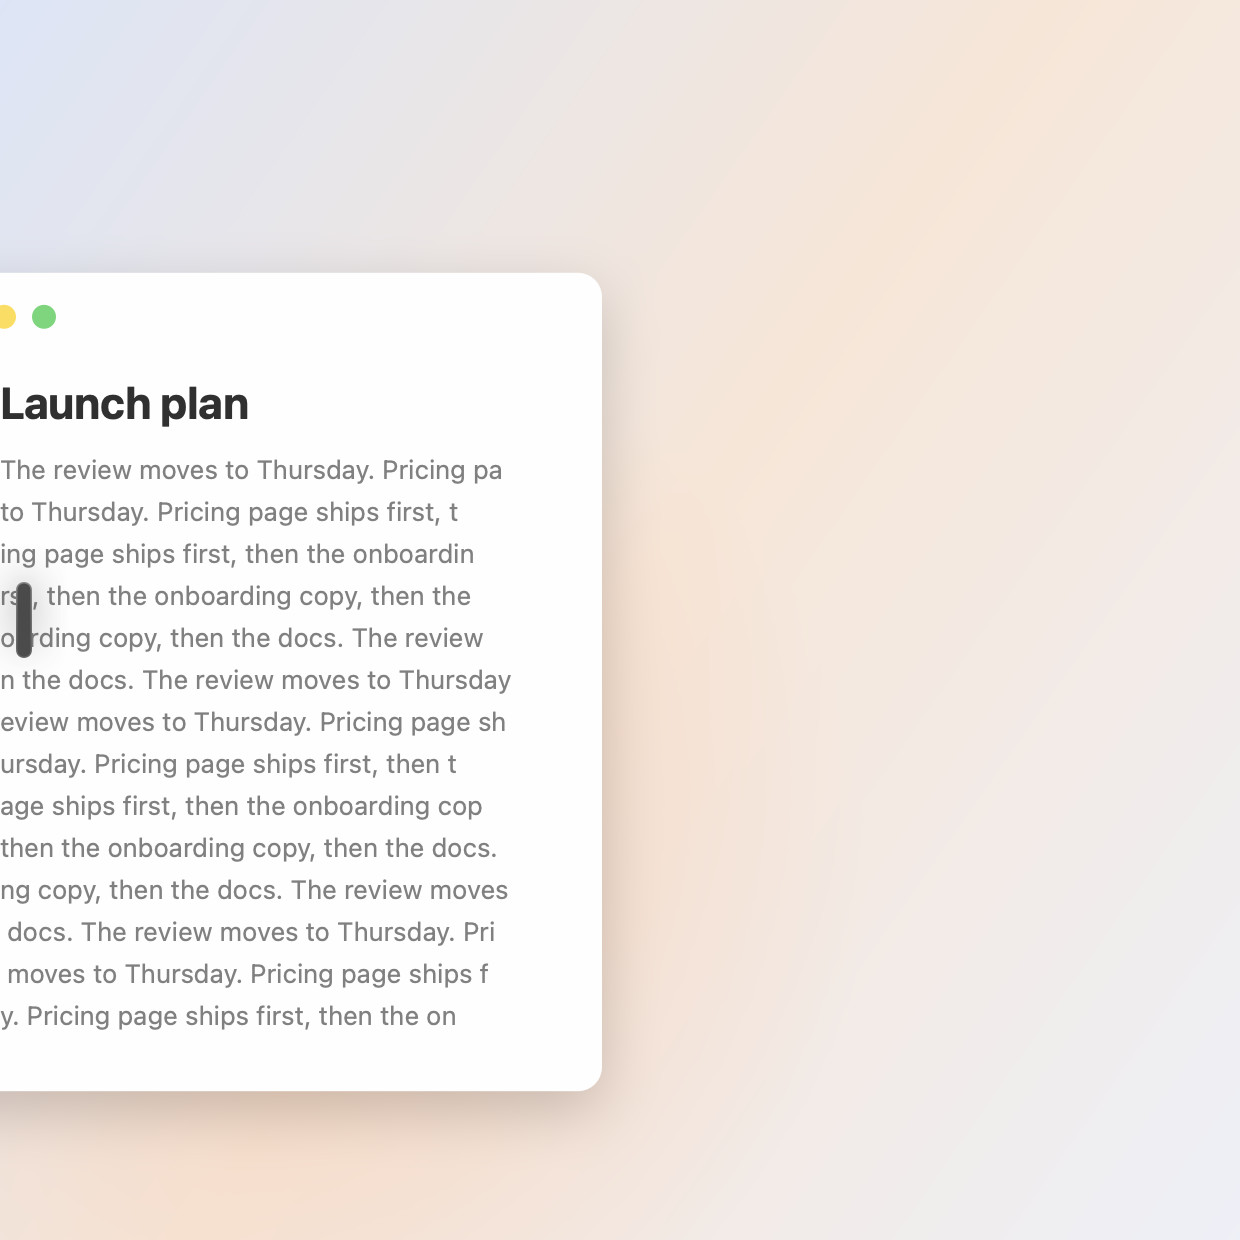 Launch plan
The review moves to Thursday. Pricing pa
to Thursday. Pricing page ships first, t
ing page ships first, then the onboardin
then the onboarding copy, then the
rding copy, then the docs. The review
n the docs. The review moves to Thursday
eview moves to Thursday. Pricing page sh
ursday. Pricing page ships first, then t
age ships first, then the onboarding cop
then the onboarding copy, then the docs.
ng copy, then the docs. The review moves
docs. The review moves to Thursday. Pri
moves to Thursday. Pricing page ships f
y. Pricing page ships first, then the on